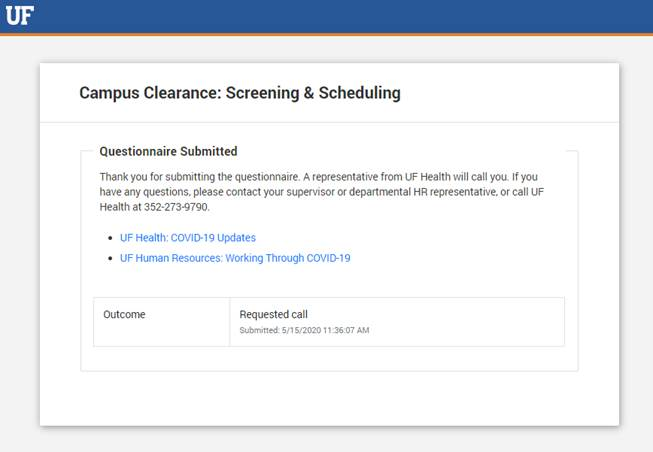 UF
Campus Clearance: Screening & Scheduling
Questionnaire Submitted
Thank you for submitting the questionnaire. A representative from UF Health will call you. If you
have any questions, please contact your supervisor or departmental HR representative, or call UF
Health at 352-273-9790.
• UF Health: COVID-19 Updates
• UF Human Resources: Working Through COVID-19
Outcome
Requested call
Submitted: 5/15/2020 11:36:07 AM